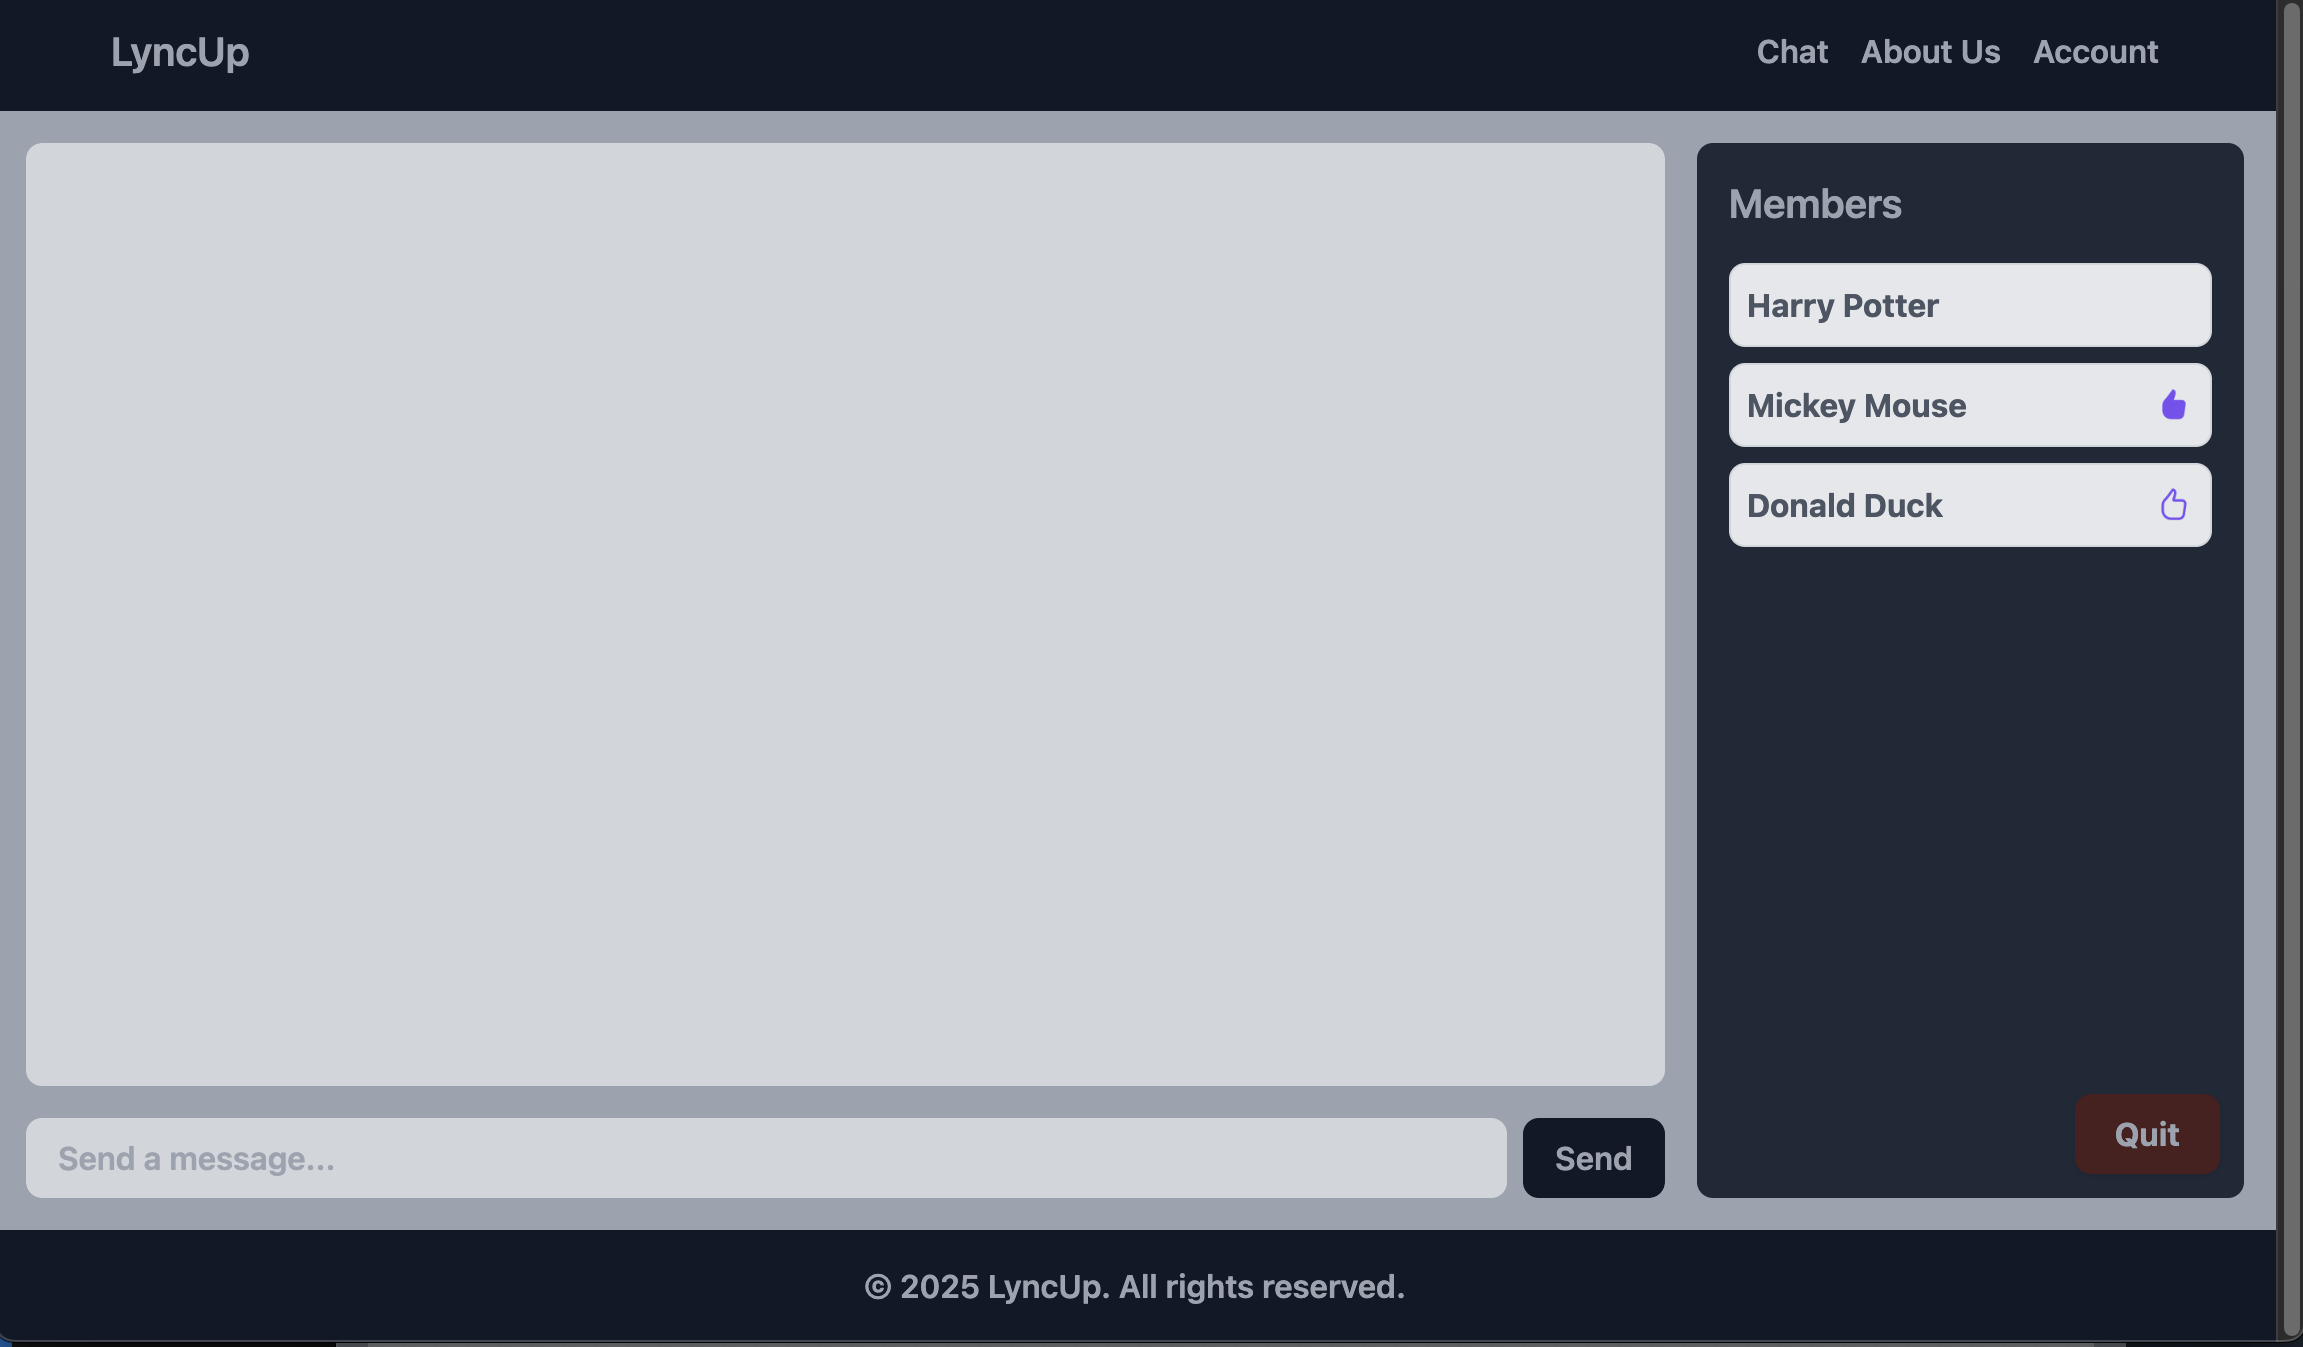 LyncUp
Chat About Us Account
Members
Harry Potter
Mickey Mouse
Donald Duck
Send a message...
Send
Quit
© 2025 LyncUp. All rights reserved.